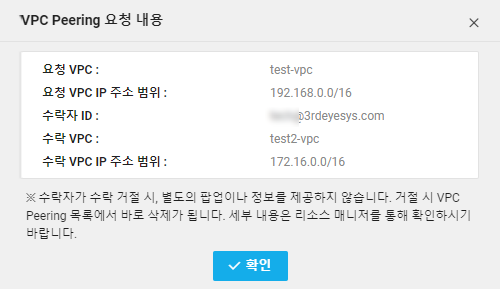 VPC Peering 요청 내용
요청 VPC : test-vpc
요청 VPC IP 주소 범위 : 192.168.0.0/16
수락자 ID : @3rdeyesys.com
수락 VPC : test2-vpc
수락 VPC IP 주소 범위 : 172.16.0.0/16
※ 수락자가 수락 거절 시, 별도의 팝업이나 정보를 제공하지 않습니다. 거절 시 VPC
Peering 목록에서 바로 삭제가 됩니다. 세부 내용은 리소스 매니저를 통해 확인하시기
바랍니다.
확인